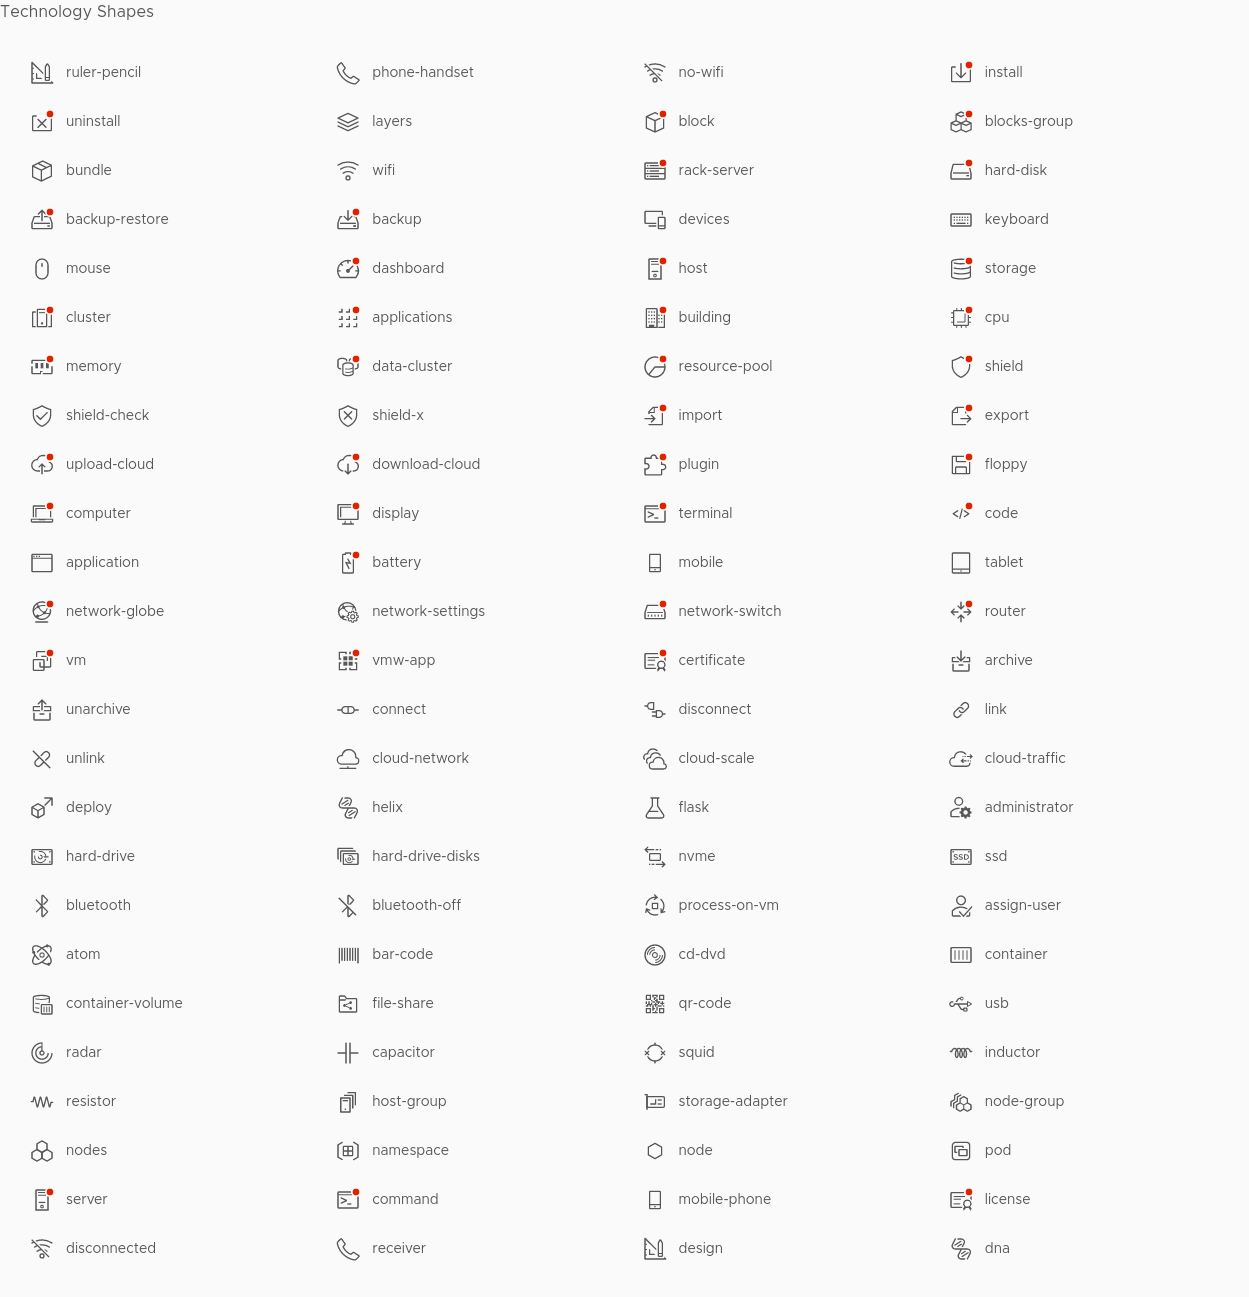 Technology Shapes
ruler-pencil phone-handset no-wifi install
uninstall layers block blocks-group
bundle wifi rack-server hard-disk
backup-restore backup devices keyboard
mouse dashboard host storage
cluster applications building cpu
memory data-cluster resource-pool shield
shield-check shield-x import export
upload-cloud download-cloud plugin floppy
computer display terminal code
application battery mobile tablet
network-globe network-settings network-switch router
vm vmw-app certificate archive
unarchive connect disconnect link
unlink cloud-network cloud-scale cloud-traffic
deploy helix flask administrator
hard-drive hard-drive-disks nvme SSD ssd
bluetooth bluetooth-off process-on-vm assign-user
atom bar-code cd-dvd container
container-volume file-share qr-code usb
radar capacitor squid inductor
resistor host-group storage-adapter node-group
nodes namespace node pod
server command mobile-phone license
disconnected receiver design dna